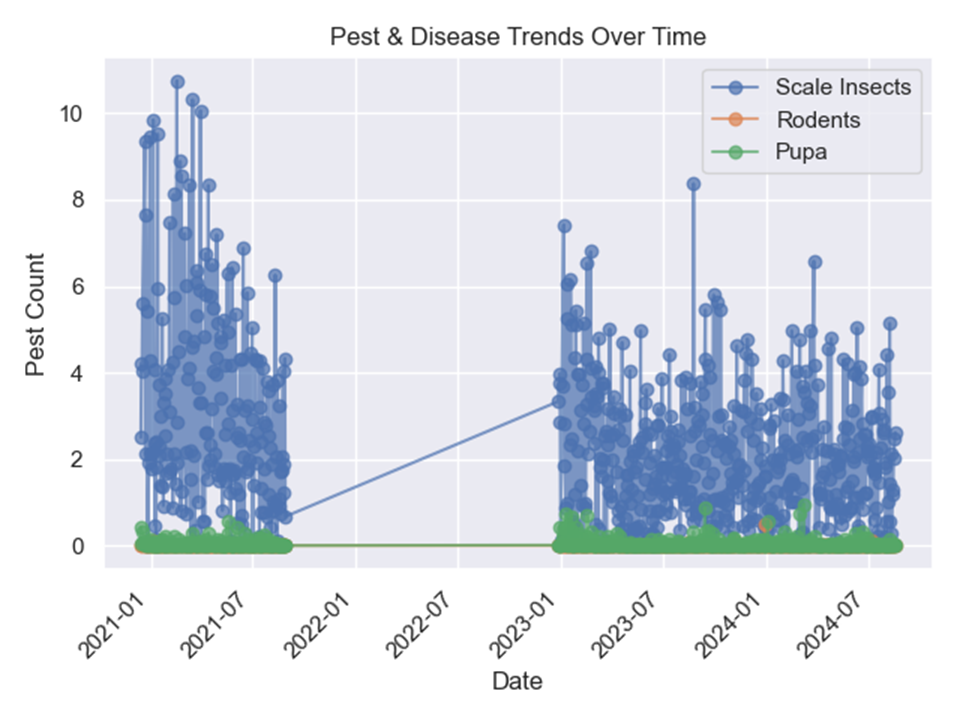 Pest & Disease Trends Over Time
Scale Insects
Rodents
Pupa
Pest Count
10
8
6
4
2
0
2021-01
2021-07
2022-01
2022-07
2023-01
2023-07
2024-01
2024-07
Date